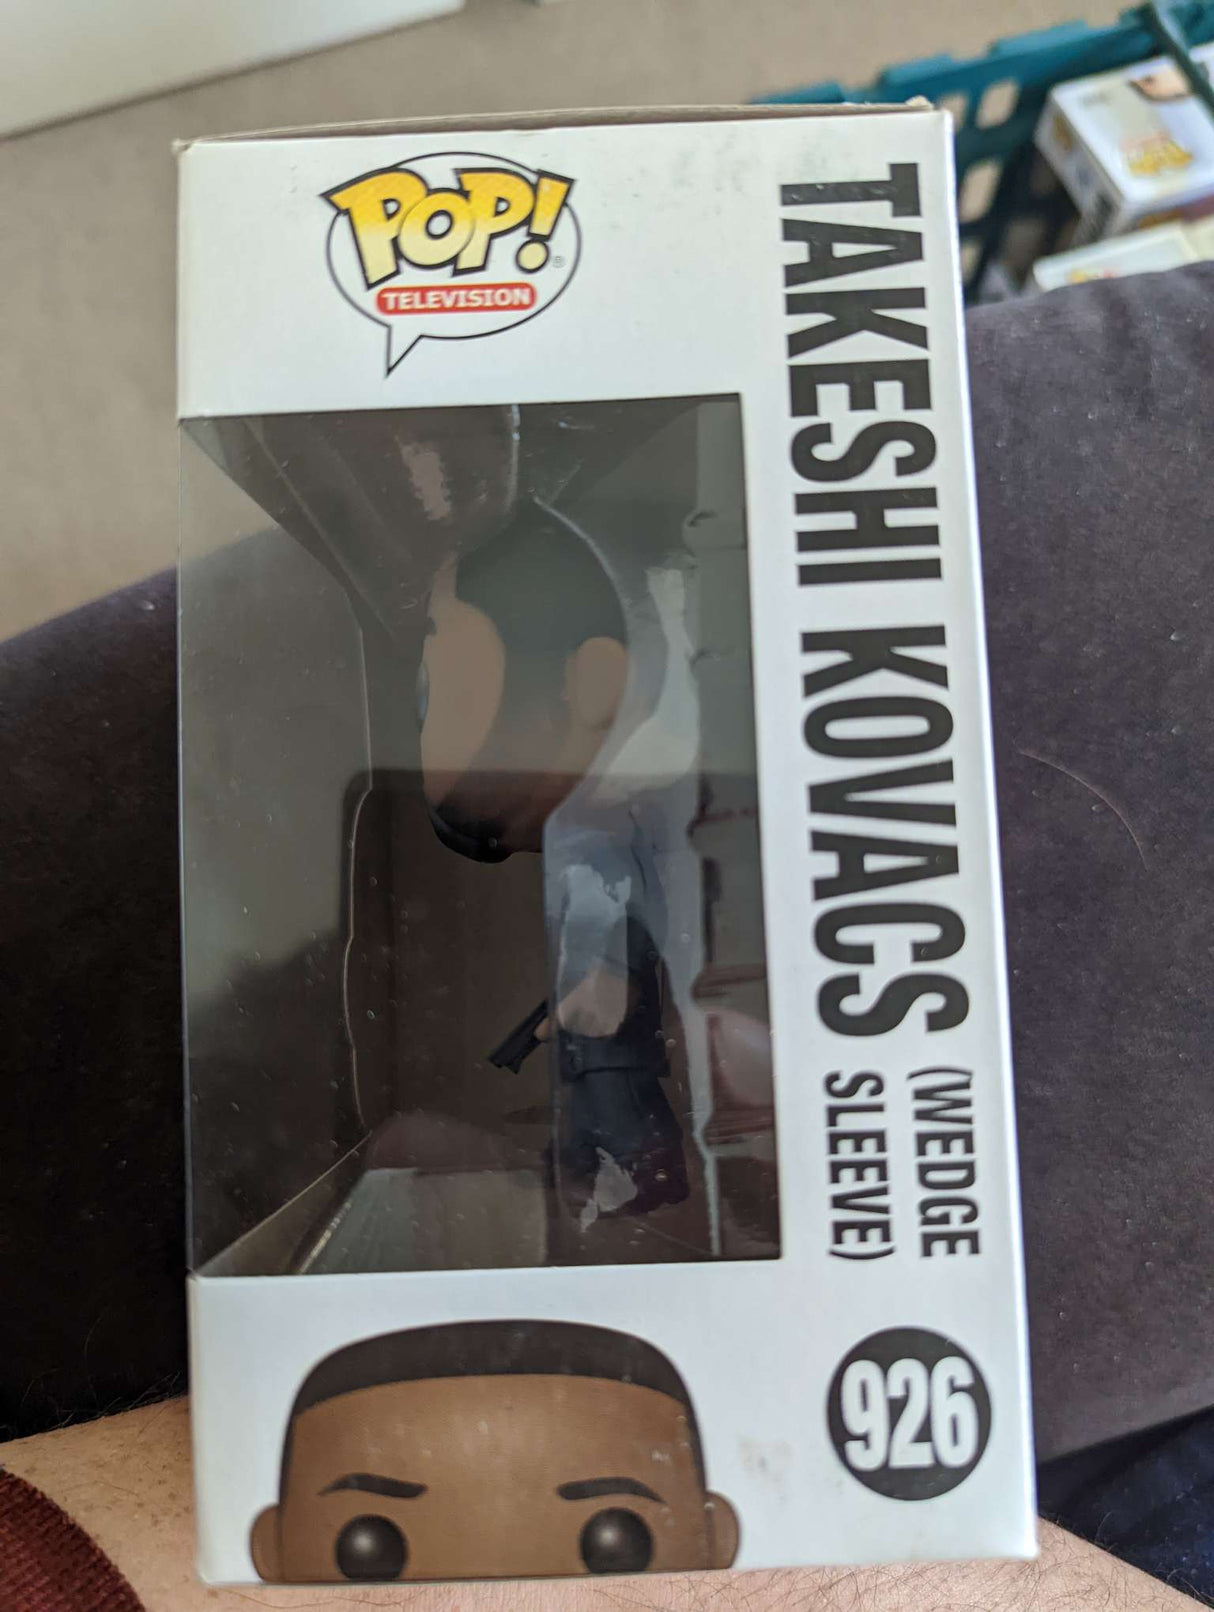 POP!
®
TELEVISION
TAKESHI KOVACS (WEDGE
SLEEVE)
926